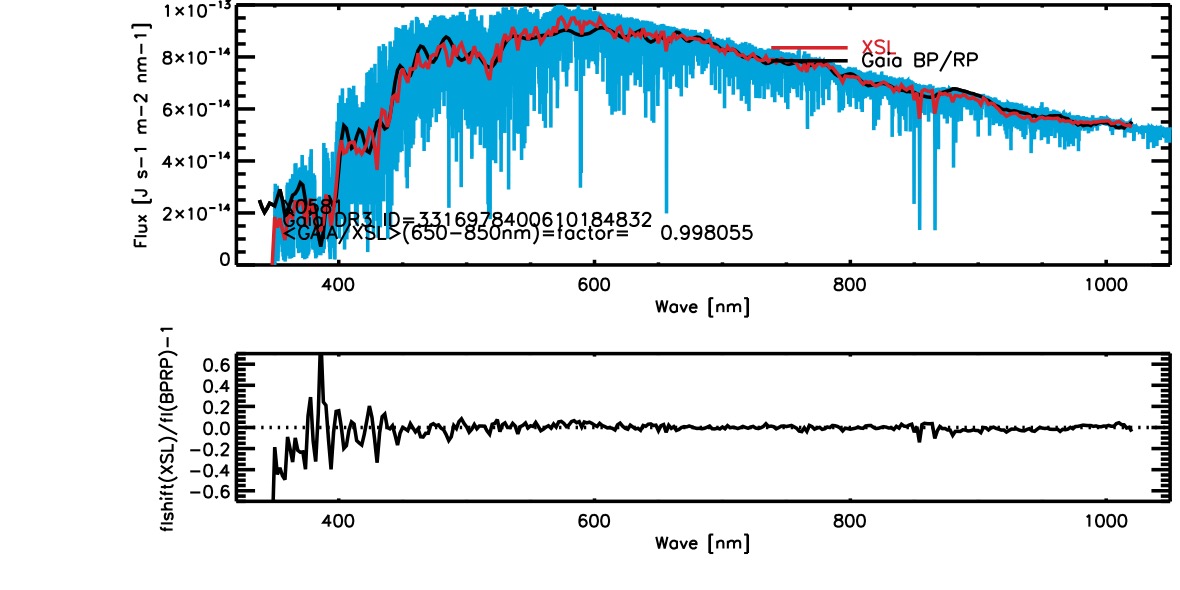 1×10−13
8×10−14
6×10−14
4×10−14
2×10−14
0
Flux [J s−1 m−2 nm−1]
XSL
Gaia BP/RP
X0581
Gaia DR3 ID=3316978400610184832
<GAIA/XSL>(650−850nm)=factor= 0.998055
400 600 800 1000
Wave [nm]
flshift(XSL)/fl(BPRP)−1
0.6
0.4
0.2
0.0
−0.2
−0.4
−0.6
400 600 800 1000
Wave [nm]